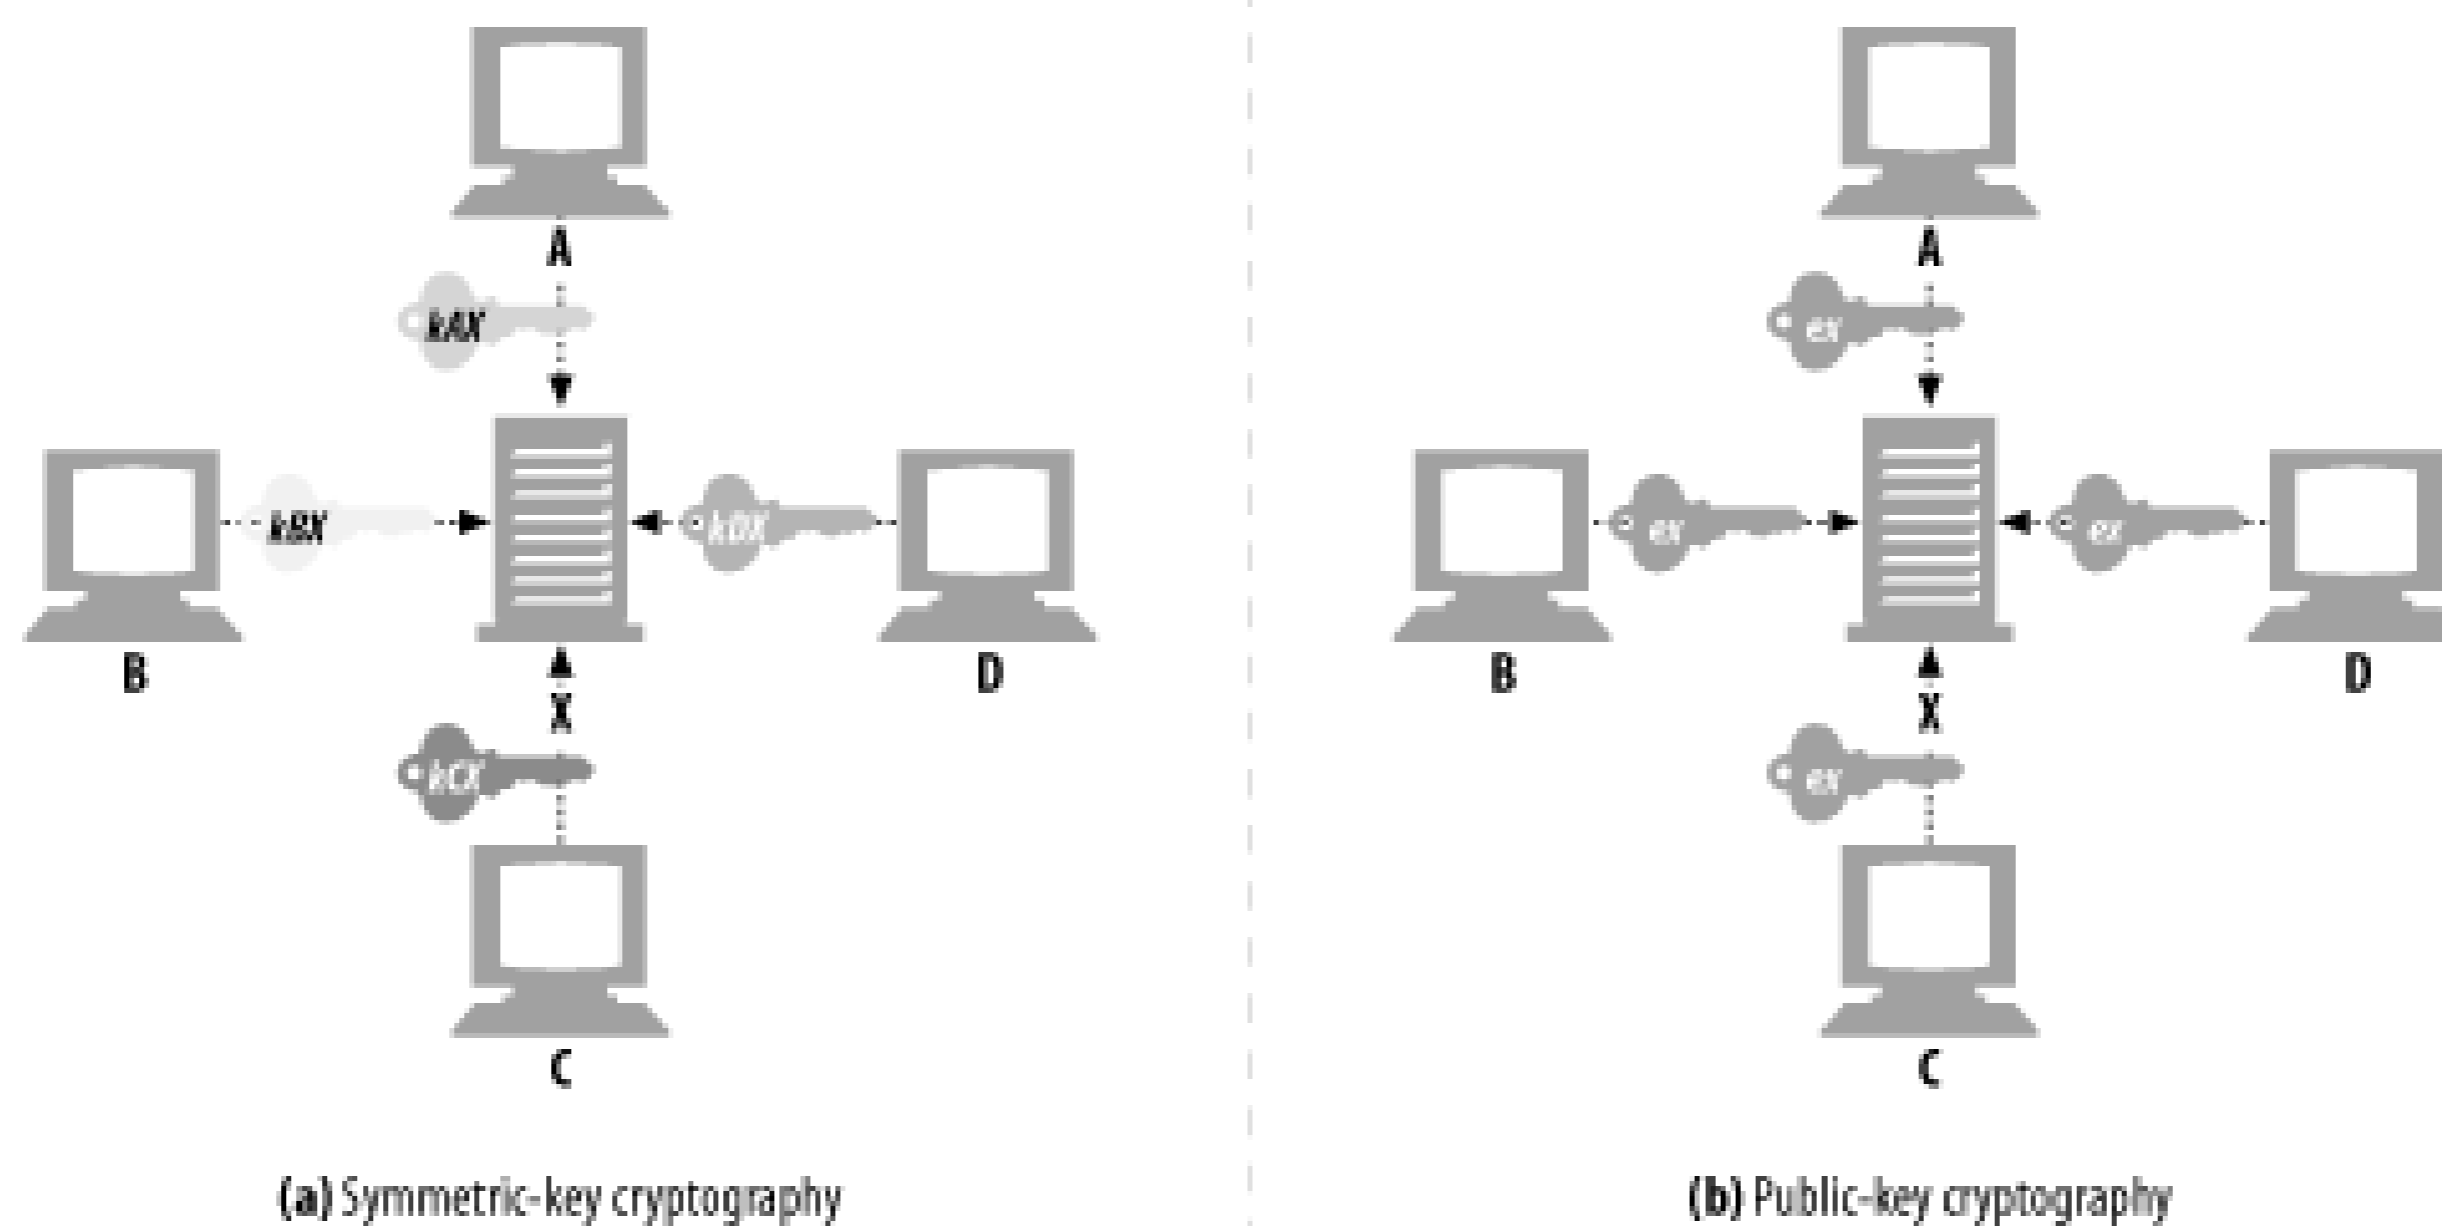 A
A
kAX
ex
kBX
kDX
ex
ex
B
D
B
D
X
X
kCX
ex
C
C
(a) Symmetric-key cryptography
(b) Public-key cryptography